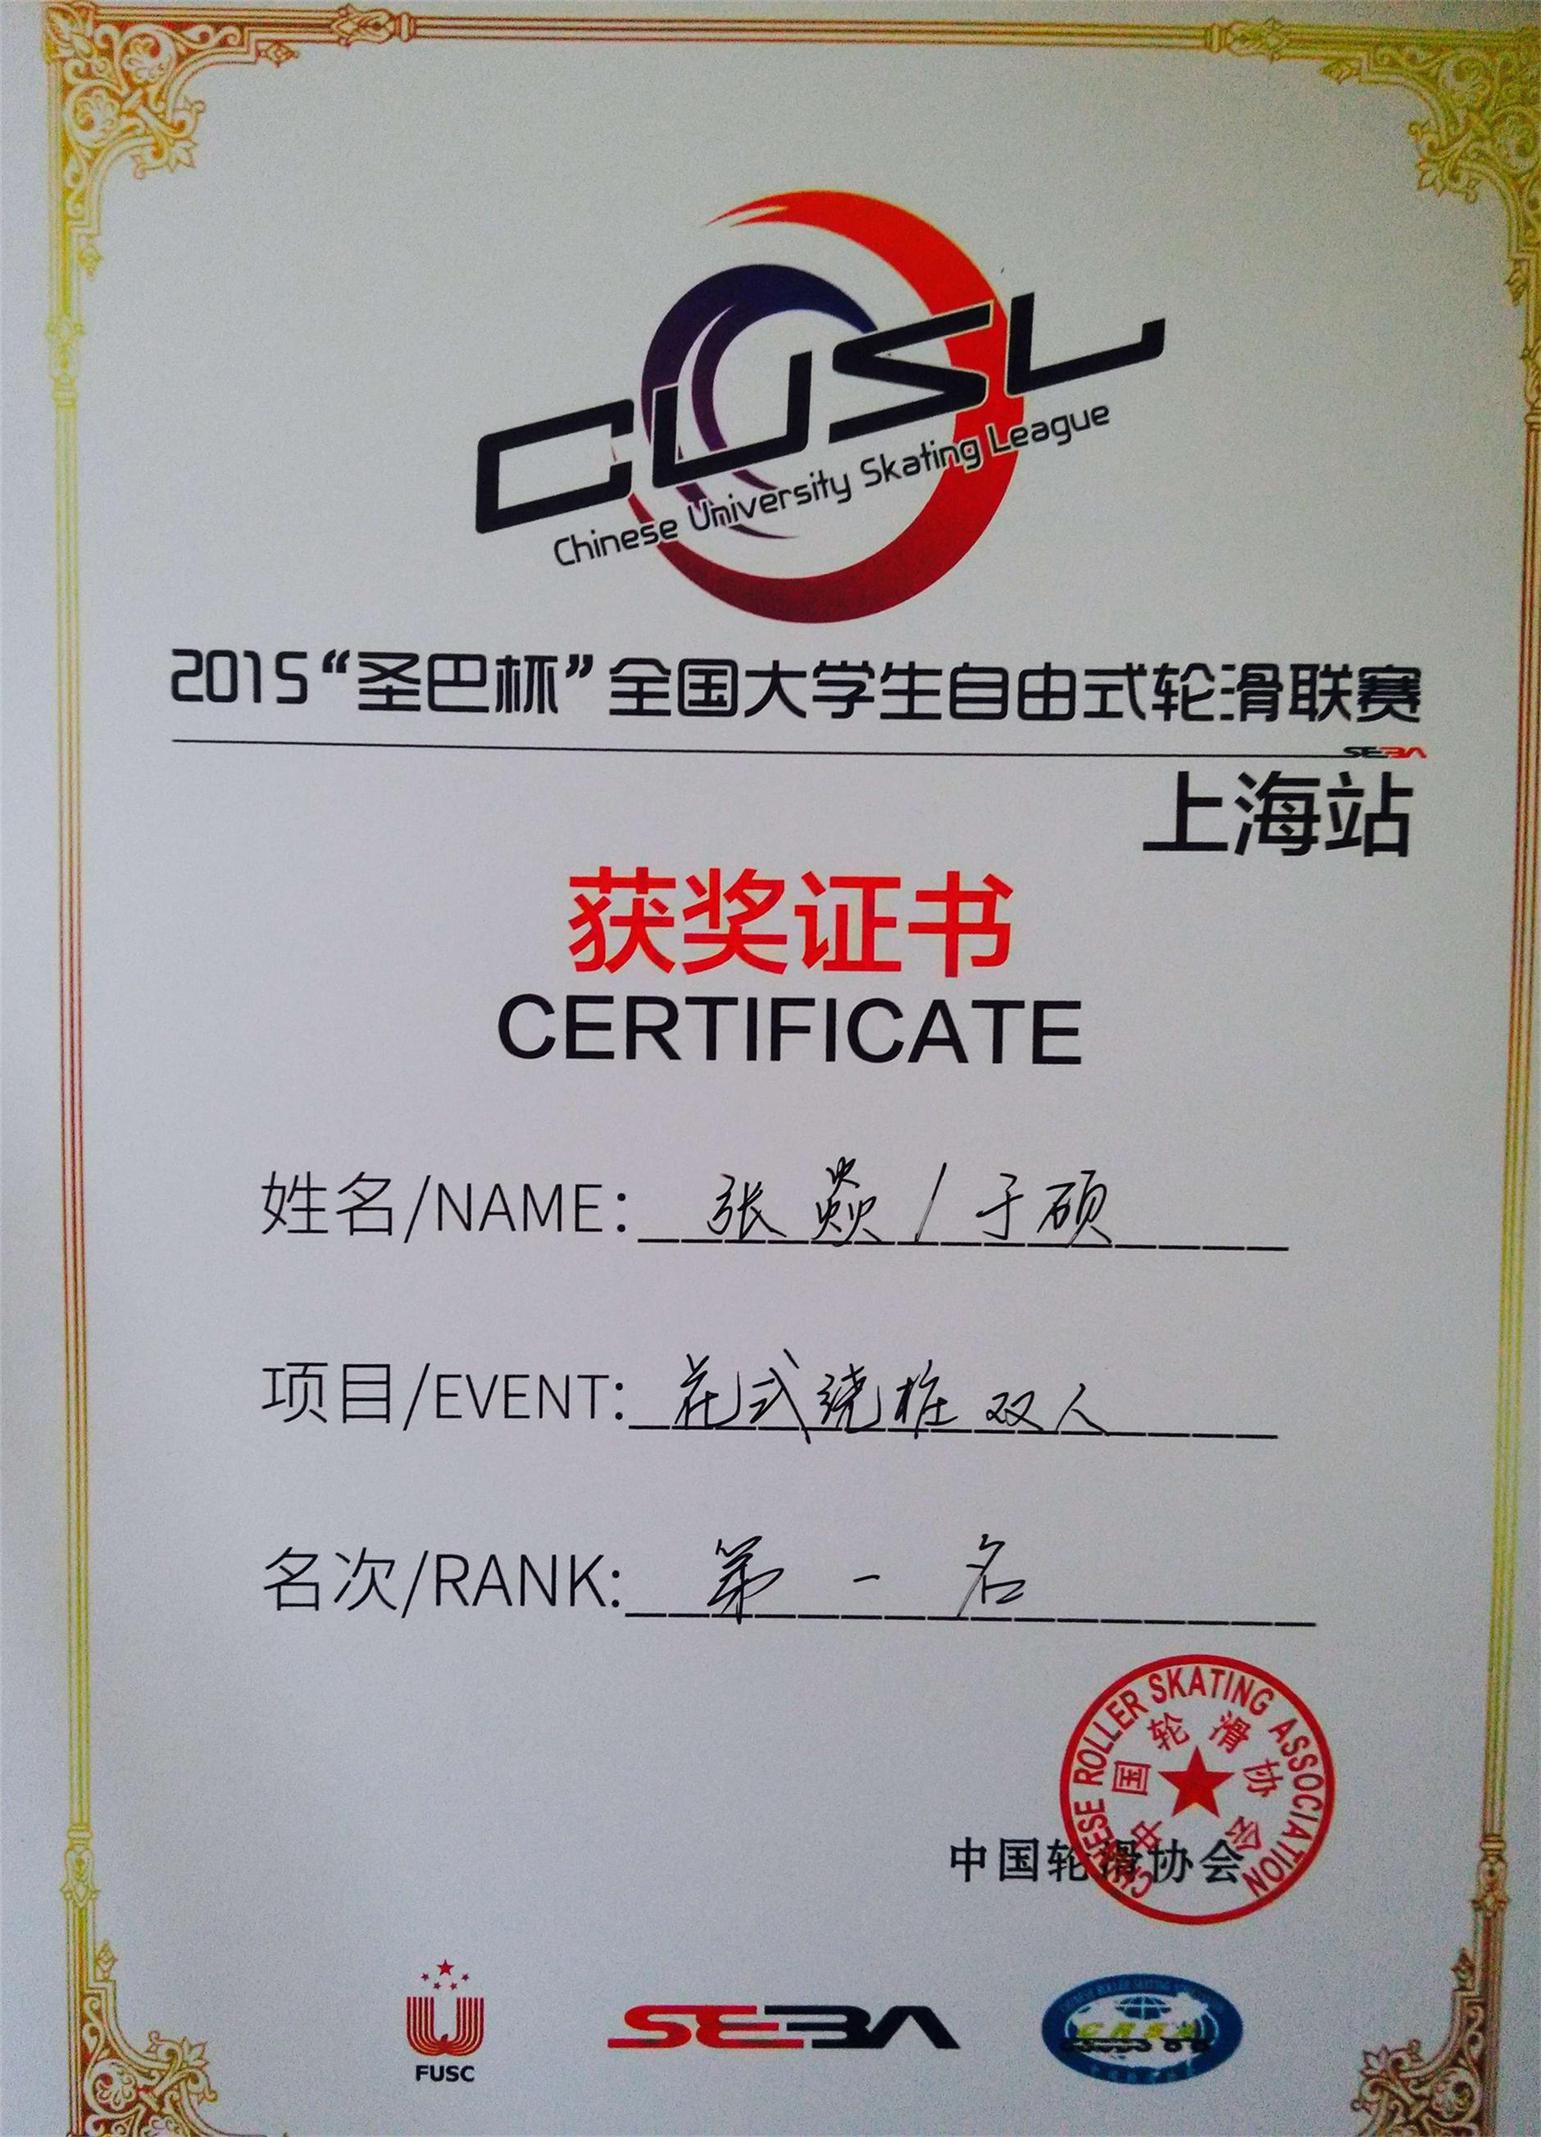 CUSL
Chinese University Skating League
2015“圣巴杯”全国大学生自由式轮滑联赛
SEBA
上海站
获奖证书
CERTIFICATE
姓名/NAME: 张焱/于硕
项目/EVENT: 花式绕桩双人
名次/RANK: 第一名
CHINESE ROLLER SKATING ASSOCIATION
中国轮滑协会
中国轮滑协会
FUSC
SEBA